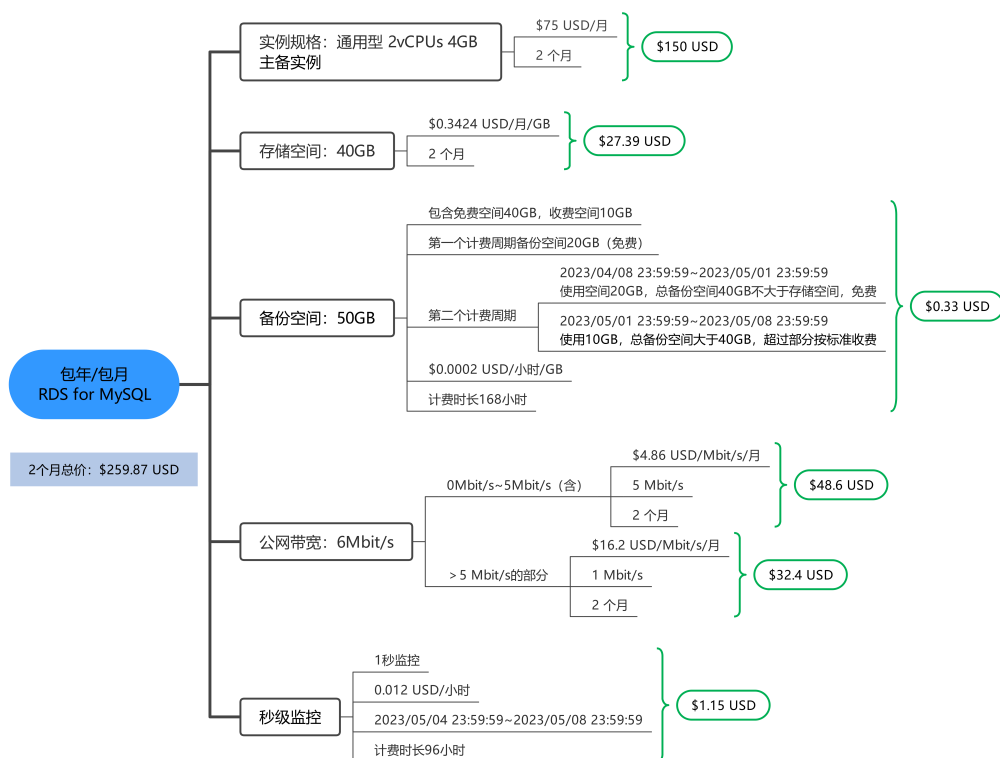 包年/包月
RDS for MySQL
2个月总价：$259.87 USD
实例规格：通用型 2vCPUs 4GB
主备实例
$75 USD/月
2 个月
$150 USD
存储空间：40GB
$0.3424 USD/月/GB
2 个月
$27.39 USD
备份空间：50GB
包含免费空间40GB，收费空间10GB
第一个计费周期备份空间20GB（免费）
第二个计费周期
2023/04/08 23:59:59~2023/05/01 23:59:59
使用空间20GB，总备份空间40GB不大于存储空间，免费
2023/05/01 23:59:59~2023/05/08 23:59:59
使用10GB，总备份空间大于40GB，超过部分按标准收费
$0.0002 USD/小时/GB
计费时长168小时
$0.33 USD
公网带宽：6Mbit/s
0Mbit/s~5Mbit/s（含）
$4.86 USD/Mbit/s/月
5 Mbit/s
2 个月
$48.6 USD
＞5 Mbit/s的部分
$16.2 USD/Mbit/s/月
1 Mbit/s
2 个月
$32.4 USD
秒级监控
1秒监控
0.012 USD/小时
2023/05/04 23:59:59~2023/05/08 23:59:59
计费时长96小时
$1.15 USD